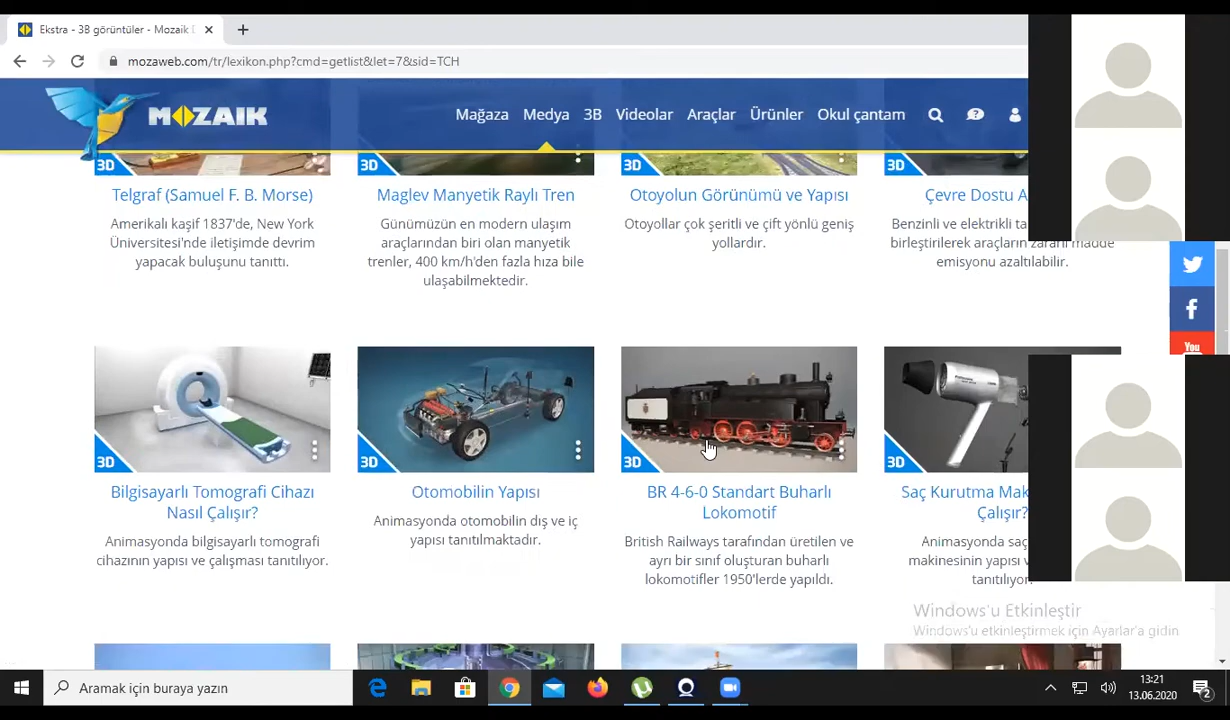 Ekstra - 3B görüntüler - Mozaik
mozaweb.com/tr/lexikon.php?cmd=getlist&let=7&sid=TCH
MOZAIK
Mağaza Medya 3B Videolar Araçlar Ürünler Okul çantam
3D 3D 3D 3D
Telgraf (Samuel F. B. Morse)
Amerikalı kaşif 1837'de, New York
Üniversitesi'nde iletişimde devrim
yapacak buluşunu tanıttı.
Maglev Manyetik Raylı Tren
Günümüzün en modern ulaşım
araçlarından biri olan manyetik
trenler, 400 km/h'den fazla hıza bile
ulaşabilmektedir.
Otoyolun Görünümü ve Yapısı
Otoyollar çok şeritli ve çift yönlü geniş
yollardır.
Çevre Dostu
Benzinli ve elektrikli
birleştirilerek araçların zararlı madde
emisyonu azaltılabilir.
You
3D 3D 3D 3D
Bilgisayarlı Tomografi Cihazı
Nasıl Çalışır?
Animasyonda bilgisayarlı tomografi
cihazının yapısı ve çalışması tanıtılıyor.
Otomobilin Yapısı
Animasyonda otomobilin dış ve iç
yapısı tanıtılmaktadır.
BR 4-6-0 Standart Buharlı
Lokomotif
British Railways tarafından üretilen ve
ayrı bir sınıf oluşturan buharlı
lokomotifler 1950'lerde yapıldı.
Saç Kurutma
Çalışır?
Animasyonda
makinesinin yapısı
tanıtılıyor
Windows'u Etkinleştir
Windows'u etkinleştirmek için Ayarlar'a gidin
Aramak için buraya yazın
13:21
13.06.2020
2